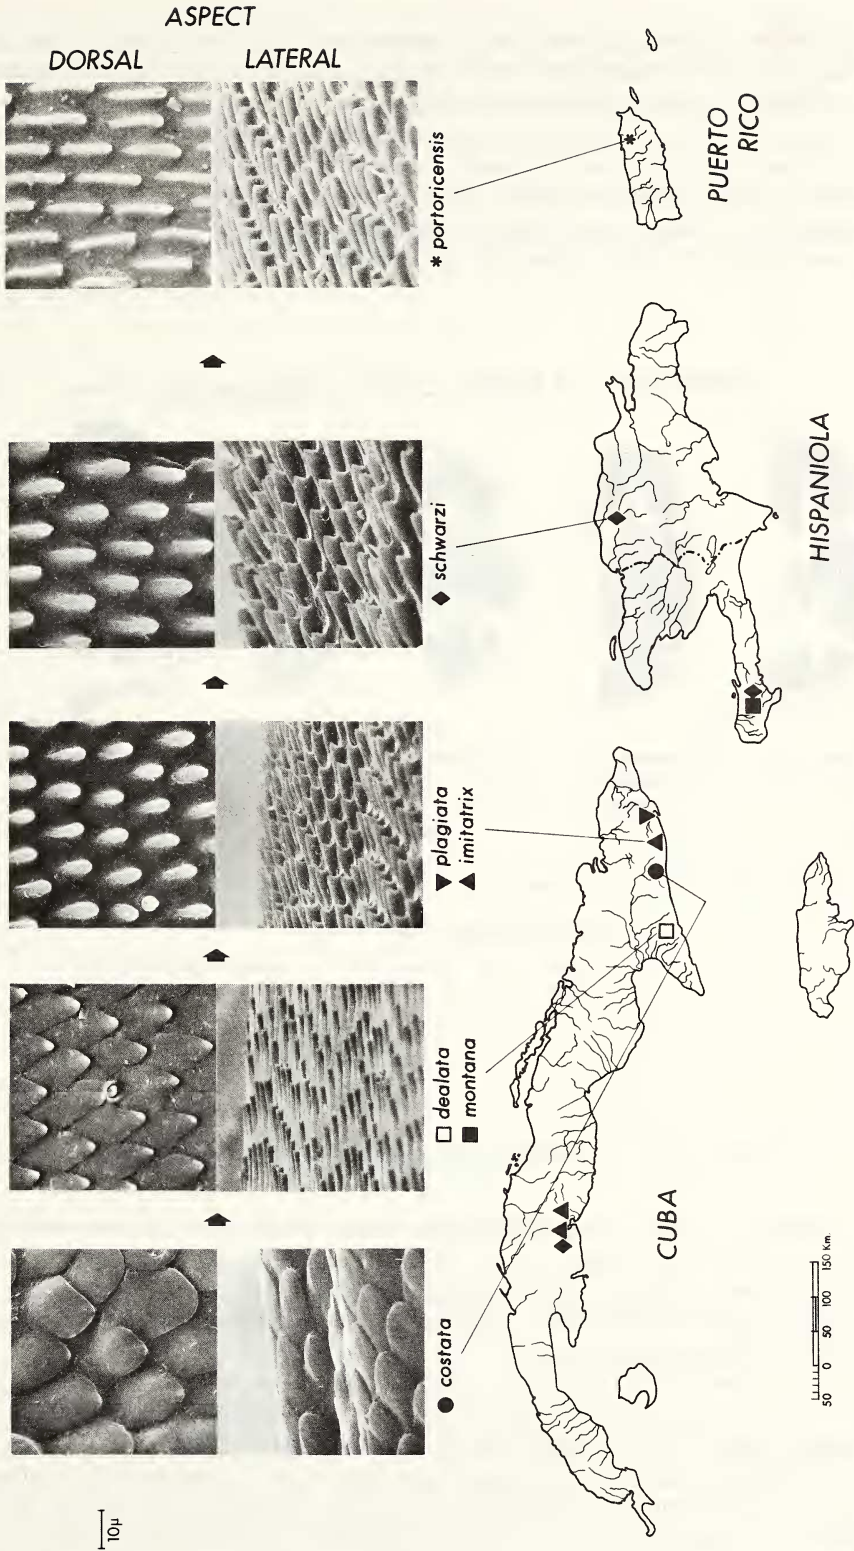 ASPECT
DORSAL
LATERAL
* portoricensis
◆ schwarzi
▼ plagiata
▲ imitatrix
□ dealata
■ montana
● costata
10µ
PUERTO
RICO
HISPANIOLA
CUBA
50 0 50 100 150 Km.